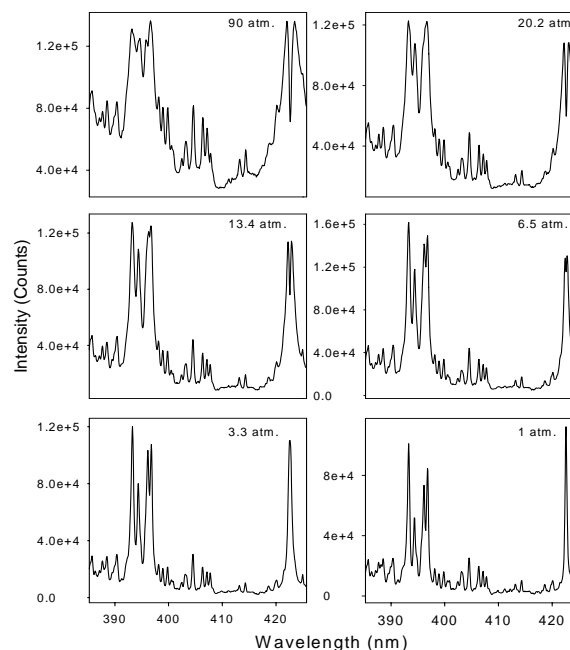 90 atm.
1.2e+5
8.0e+4
4.0e+4
20.2 atm.
1.2e+5
8.0e+4
4.0e+4
13.4 atm.
1.2e+5
8.0e+4
4.0e+4
6.5 atm.
1.6e+5
1.2e+5
8.0e+4
4.0e+4
0.0
Intensity (Counts)
3.3 atm.
1.2e+5
8.0e+4
4.0e+4
0.0
390 400 410 420
1 atm.
8e+4
4e+4
0
390 400 410 420
Wavelength (nm)